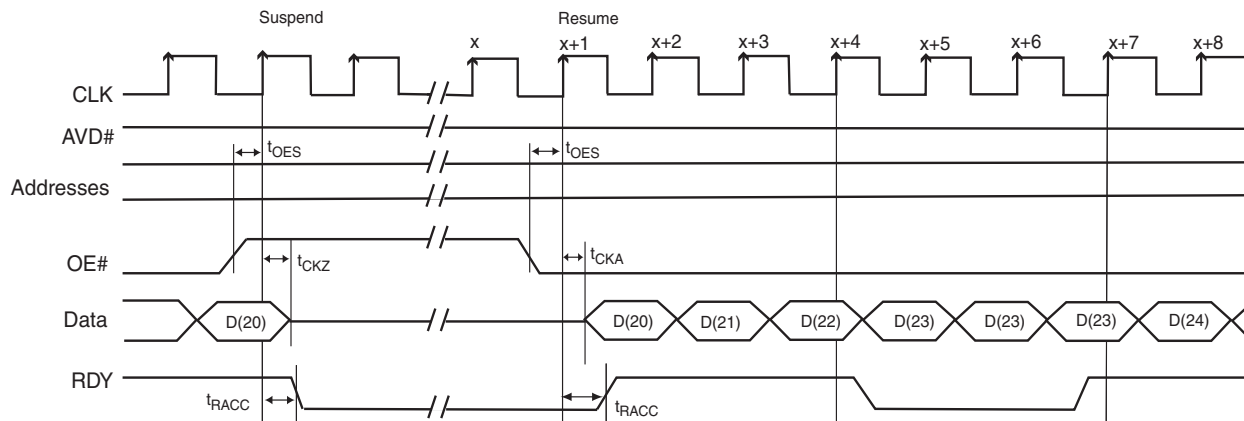 Suspend Resume
x x+1 x+2 x+3 x+4 x+5 x+6 x+7 x+8
CLK
AVD#
tOES tOES
Addresses
OE# tCKZ tCKA
Data D(20) D(20) D(21) D(22) D(23) D(23) D(23) D(24)
RDY
tRACC tRACC